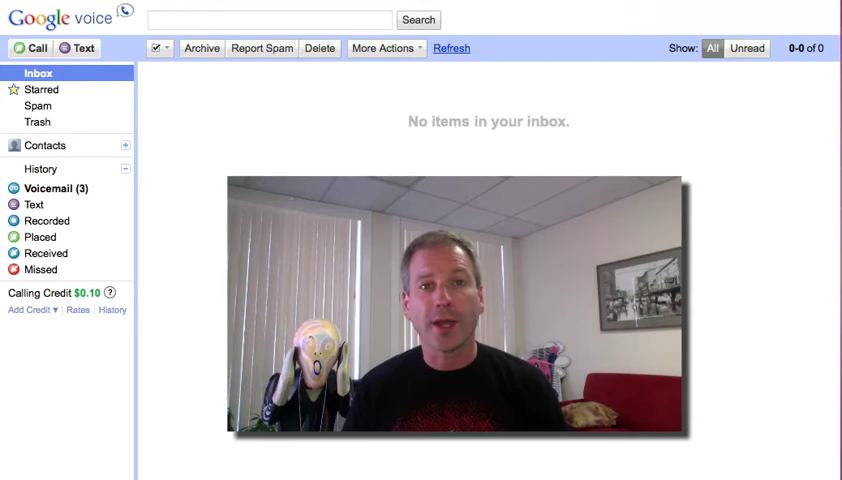 Google voice
Search
Call Text
Archive Report Spam Delete More Actions Refresh Show: All Unread 0-0 of 0
Inbox
Starred
Spam
Trash
Contacts
History
Voicemail (3)
Text
Recorded
Placed
Received
Missed
Calling Credit $0.10 ?
Add Credit Rates History
No items in your inbox.